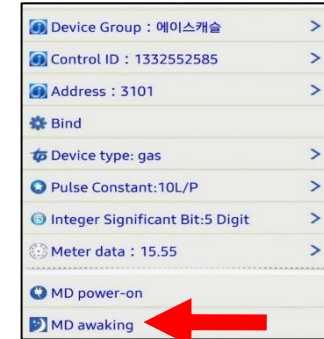 Device Group : 에이스캐슬
Control ID : 1332552585
Address : 3101
Bind
Device type: gas
Pulse Constant:10L/P
Integer Significant Bit:5 Digit
Meter data : 15.55
MD power-on
MD awaking